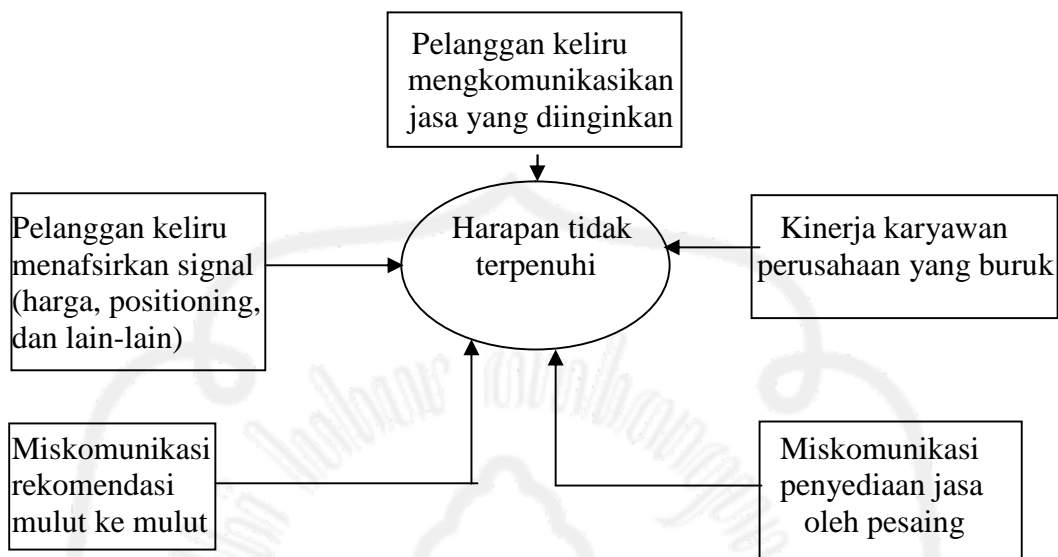 Pelanggan keliru
mengkomunikasikan
jasa yang diinginkan
Pelanggan keliru
menafsirkan signal
(harga, positioning,
dan lain-lain)
Harapan tidak
terpenuhi
Kinerja karyawan
perusahaan yang buruk
Miskomunikasi
rekomendasi
mulut ke mulut
Miskomunikasi
penyediaan jasa
oleh pesaing